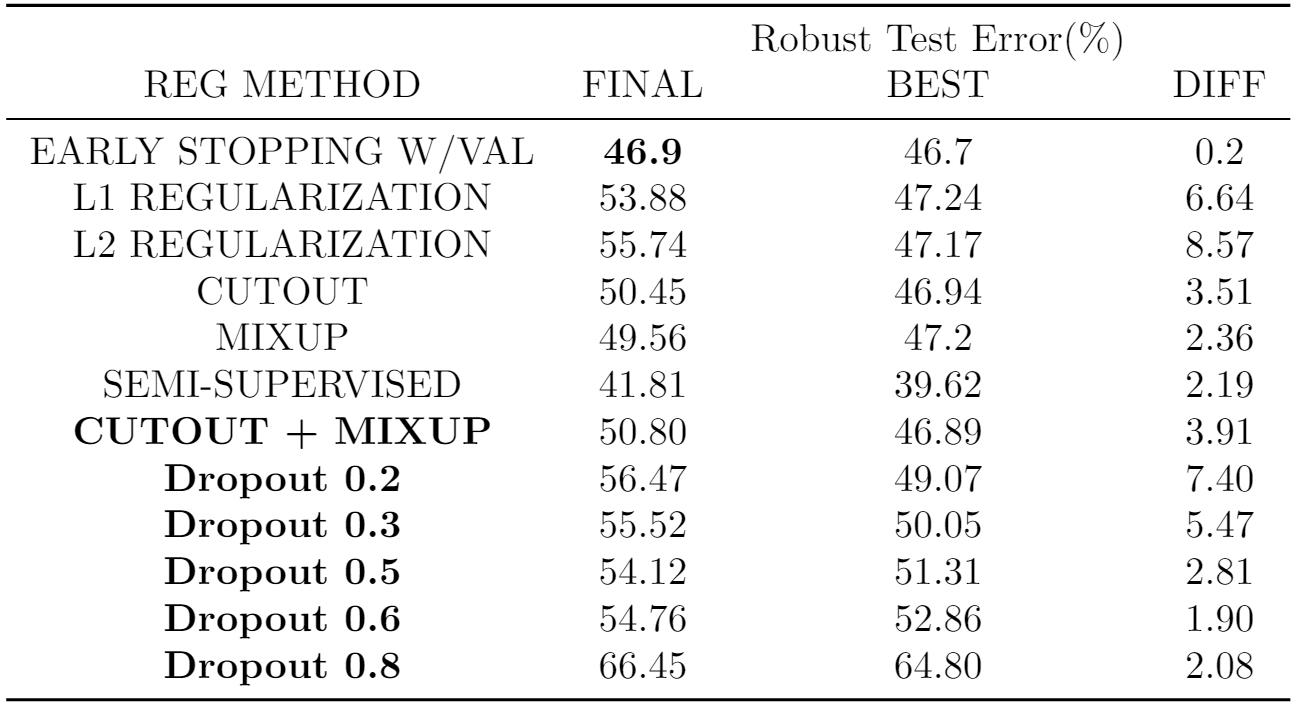 Robust Test Error(%)
REG METHOD FINAL BEST DIFF
EARLY STOPPING W/VAL 46.9 46.7 0.2
L1 REGULARIZATION 53.88 47.24 6.64
L2 REGULARIZATION 55.74 47.17 8.57
CUTOUT 50.45 46.94 3.51
MIXUP 49.56 47.2 2.36
SEMI-SUPERVISED 41.81 39.62 2.19
CUTOUT + MIXUP 50.80 46.89 3.91
Dropout 0.2 56.47 49.07 7.40
Dropout 0.3 55.52 50.05 5.47
Dropout 0.5 54.12 51.31 2.81
Dropout 0.6 54.76 52.86 1.90
Dropout 0.8 66.45 64.80 2.08